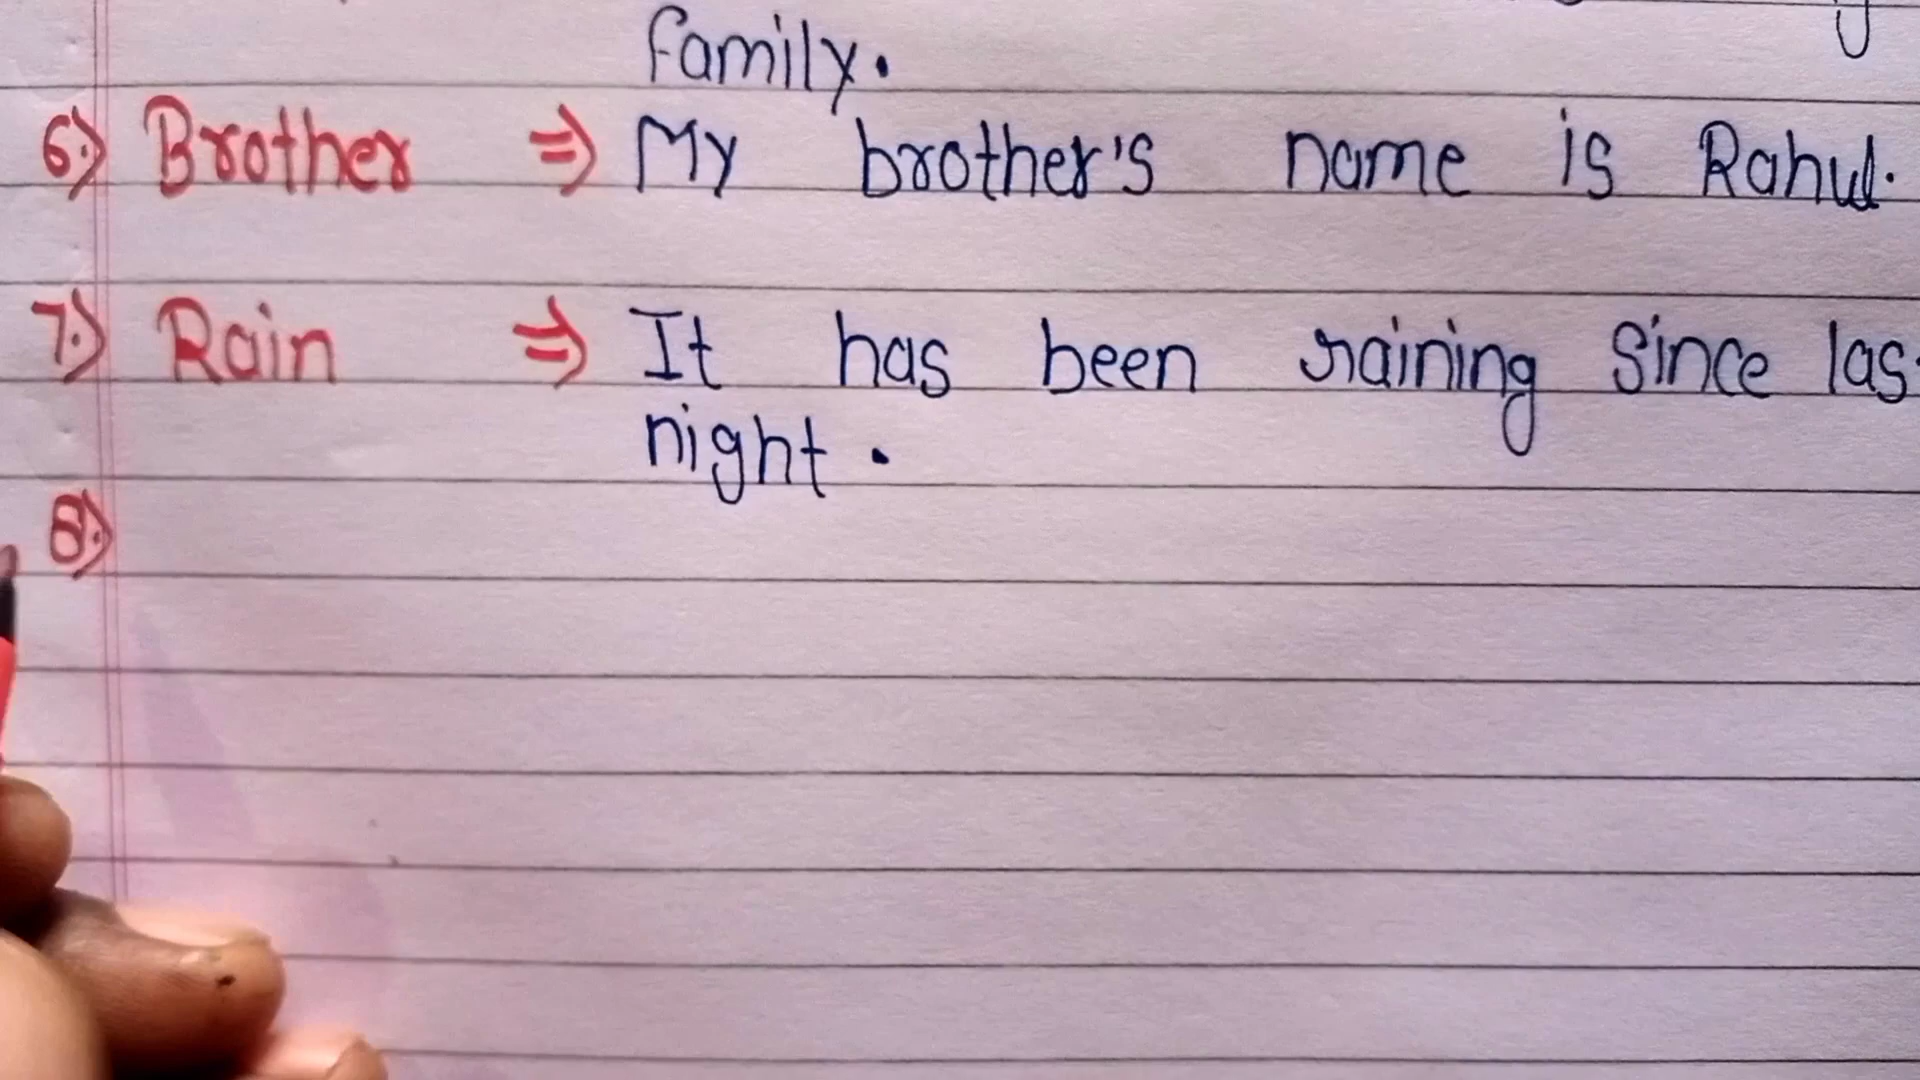 family.
6.) Brother ⇒ My brother's name is Rahul.
7.) Rain ⇒ It has been raining since las
night.
8.)